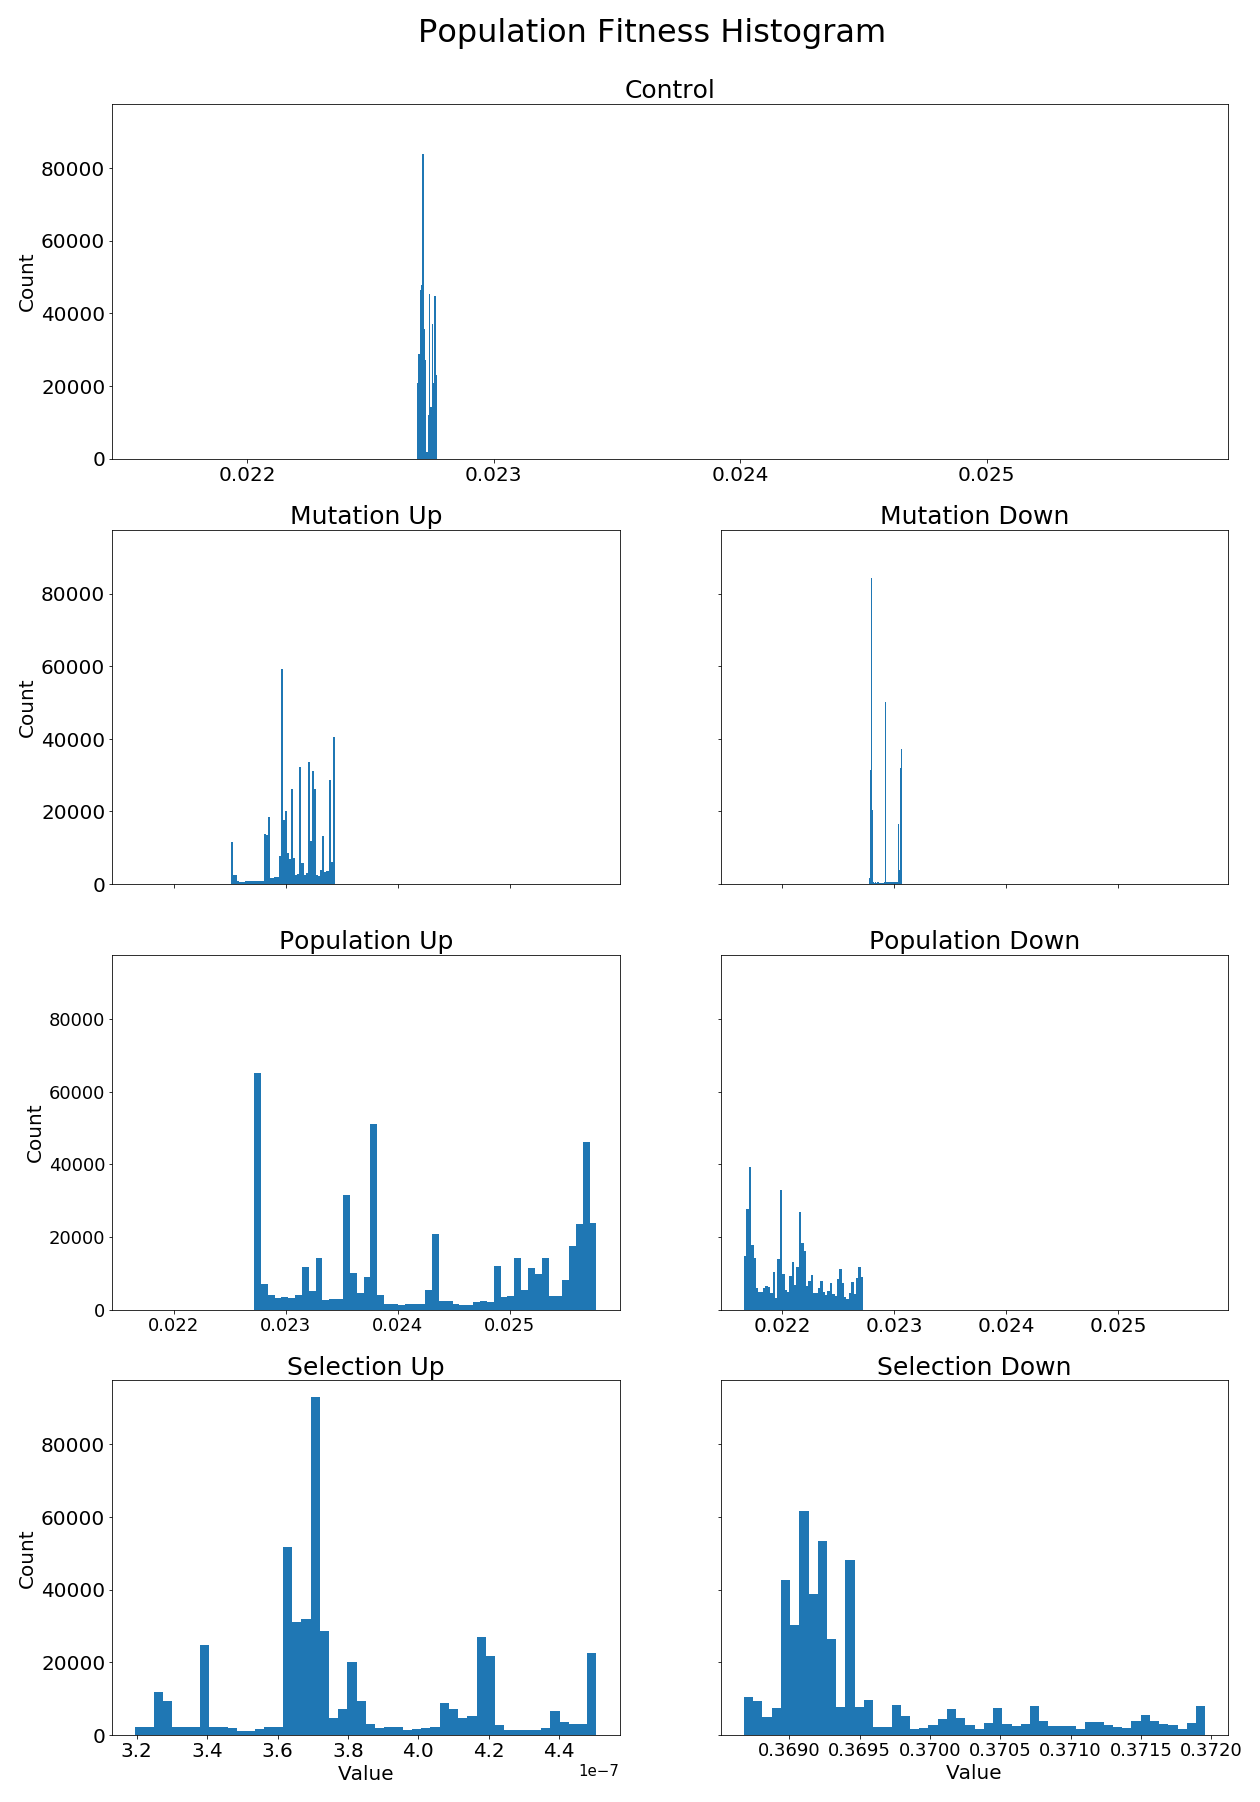 Population Fitness Histogram
Control
80000
60000
40000
20000
0
Count
0.022 0.023 0.024 0.025
Mutation Up
80000
60000
40000
20000
0
Count
Mutation Down
Population Up
80000
60000
40000
20000
0
Count
0.022 0.023 0.024 0.025
Population Down
0.022 0.023 0.024 0.025
Selection Up
80000
60000
40000
20000
0
Count
3.2 3.4 3.6 3.8 4.0 4.2 4.4
1e−7
Value
Selection Down
0.3690 0.3695 0.3700 0.3705 0.3710 0.3715 0.3720
Value